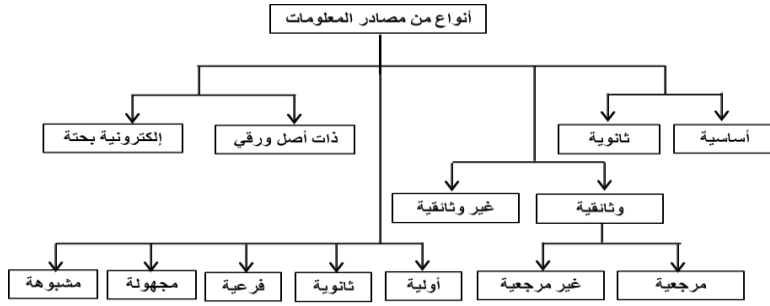 أنواع من مصادر المعلومات
أساسية
ثانوية
ذات أصل ورقي
إلكترونية بحتة
وثائقية
غير وثائقية
مرجعية
غير مرجعية
أولية
ثانوية
فرعية
مجهولة
مشبوهة